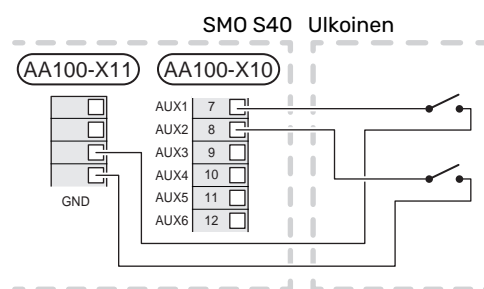 SMO S40 Ulkoinen
AA100-X11 AA100-X10
AUX1 7
AUX2 8
AUX3 9
AUX4 10
AUX5 11
AUX6 12
GND